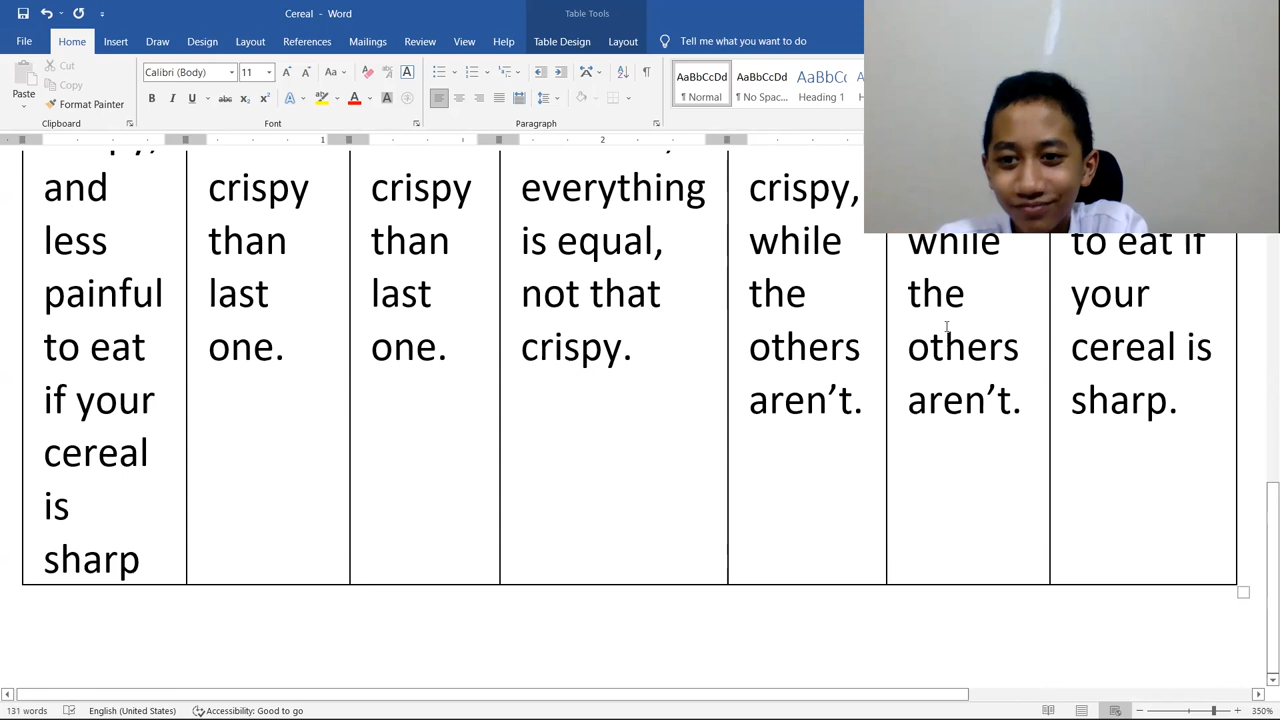 Cereal - Word
Table Tools
File Home Insert Draw Design Layout References Mailings Review View Help Table Design Layout Tell me what you want to do
Paste
Cut
Copy
Format Painter
Clipboard
Calibri (Body) 11
Font
Paragraph
AaBbCcDd
¶ Normal
AaBbCcDd
¶ No Spac...
AaBbCc
Heading 1
1 2
and
less
painful
to eat
if your
cereal
is
sharp
crispy
than
last
one.
crispy
than
last
one.
everything
is equal,
not that
crispy.
crispy,
while
the
others
aren’t.
while
the
others
aren’t.
to eat if
your
cereal is
sharp.
131 words English (United States) Accessibility: Good to go 350%